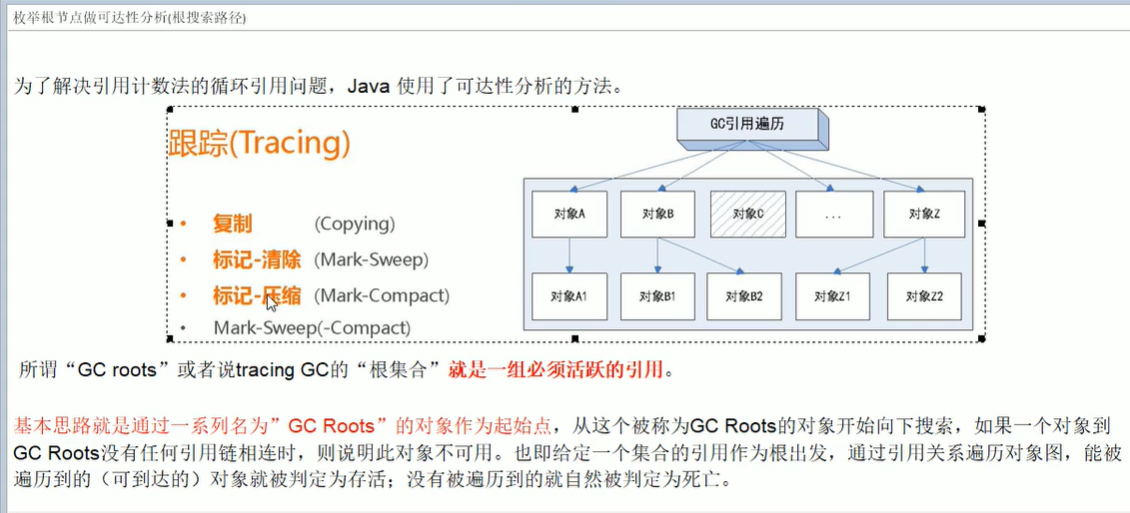 枚举根节点做可达性分析(根搜索路径)
为了解决引用计数法的循环引用问题，Java 使用了可达性分析的方法。
跟踪(Tracing)
• 复制 (Copying)
• 标记-清除 (Mark-Sweep)
• 标记-压缩 (Mark-Compact)
• Mark-Sweep(-Compact)
GC引用遍历
对象A 对象B 对象C ... 对象Z
对象A1 对象B1 对象B2 对象Z1 对象Z2
所谓“GC roots”或者说tracing GC的“根集合”就是一组必须活跃的引用。
基本思路就是通过一系列名为”GC Roots”的对象作为起始点，从这个被称为GC Roots的对象开始向下搜索，如果一个对象到
GC Roots没有任何引用链相连时，则说明此对象不可用。也即给定一个集合的引用作为根出发，通过引用关系遍历对象图，能被
遍历到的（可到达的）对象就被判定为存活；没有被遍历到的就自然被判定为死亡。